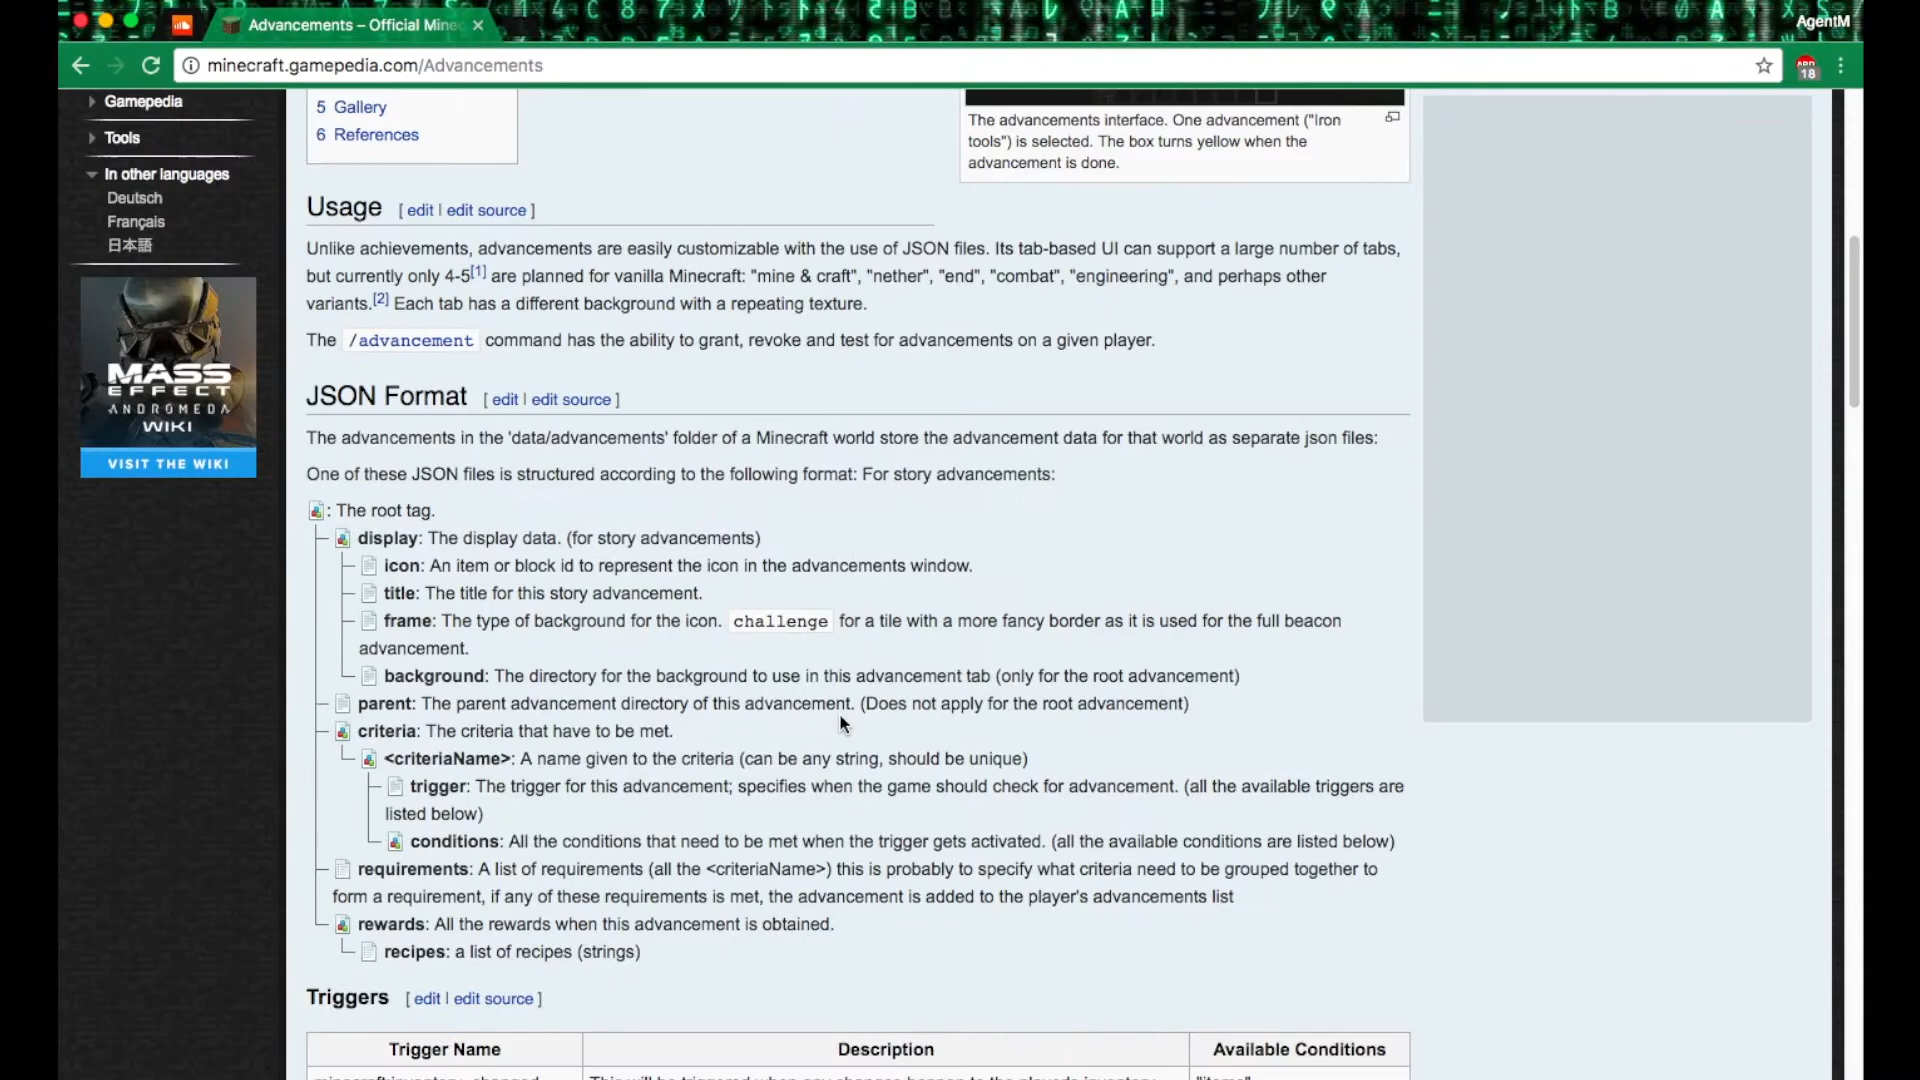 Advancements – Official Mine
AgentM
minecraft.gamepedia.com/Advancements
18
Gamepedia
Tools
In other languages
Deutsch
Français
日本語
MASS
EFFECT
ANDROMEDA
WIKI
VISIT THE WIKI
5 Gallery
6 References
The advancements interface. One advancement ("Iron
tools") is selected. The box turns yellow when the
advancement is done.
Usage [ edit | edit source ]
Unlike achievements, advancements are easily customizable with the use of JSON files. Its tab-based UI can support a large number of tabs,
but currently only 4-5[1] are planned for vanilla Minecraft: "mine & craft", "nether", "end", "combat", "engineering", and perhaps other
variants.[2] Each tab has a different background with a repeating texture.
The /advancement command has the ability to grant, revoke and test for advancements on a given player.
JSON Format [ edit | edit source ]
The advancements in the 'data/advancements' folder of a Minecraft world store the advancement data for that world as separate json files:
One of these JSON files is structured according to the following format: For story advancements:
: The root tag.
display: The display data. (for story advancements)
icon: An item or block id to represent the icon in the advancements window.
title: The title for this story advancement.
frame: The type of background for the icon. challenge for a tile with a more fancy border as it is used for the full beacon
advancement.
background: The directory for the background to use in this advancement tab (only for the root advancement)
parent: The parent advancement directory of this advancement. (Does not apply for the root advancement)
criteria: The criteria that have to be met.
<criteriaName>: A name given to the criteria (can be any string, should be unique)
trigger: The trigger for this advancement; specifies when the game should check for advancement. (all the available triggers are
listed below)
conditions: All the conditions that need to be met when the trigger gets activated. (all the available conditions are listed below)
requirements: A list of requirements (all the <criteriaName>) this is probably to specify what criteria need to be grouped together to
form a requirement, if any of these requirements is met, the advancement is added to the player's advancements list
rewards: All the rewards when this advancement is obtained.
recipes: a list of recipes (strings)
Triggers [ edit | edit source ]
Trigger Name Description Available Conditions